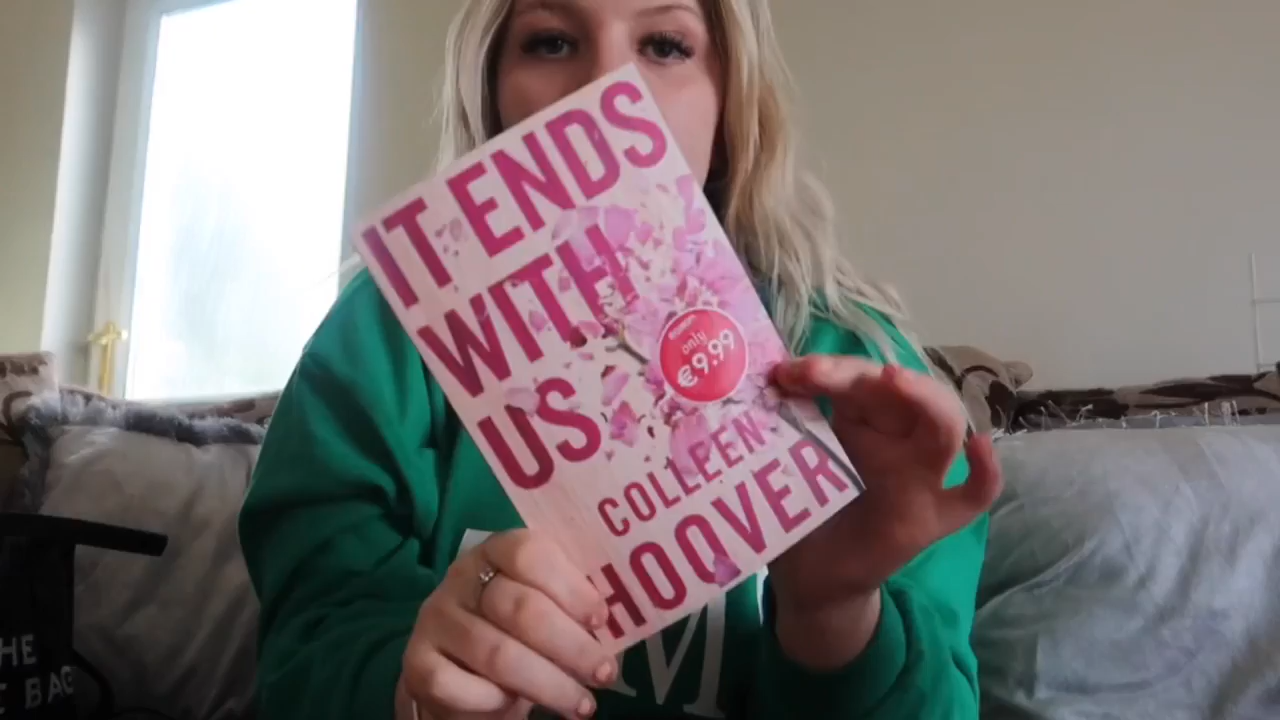 IT ENDS
WITH
US
only
€9.99
COLLEEN
HOOVER
M
HE
BAG